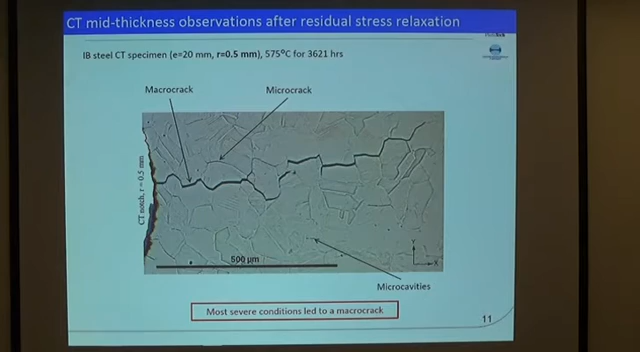 CT mid-thickness observations after residual stress relaxation
IB steel CT specimen (e=20 mm, r=0.5 mm), 575°C for 3621 hrs
Macrocrack
Microcrack
CT notch, r = 0.5 mm
500 µm
Y
X
Microcavities
Most severe conditions led to a macrocrack
11